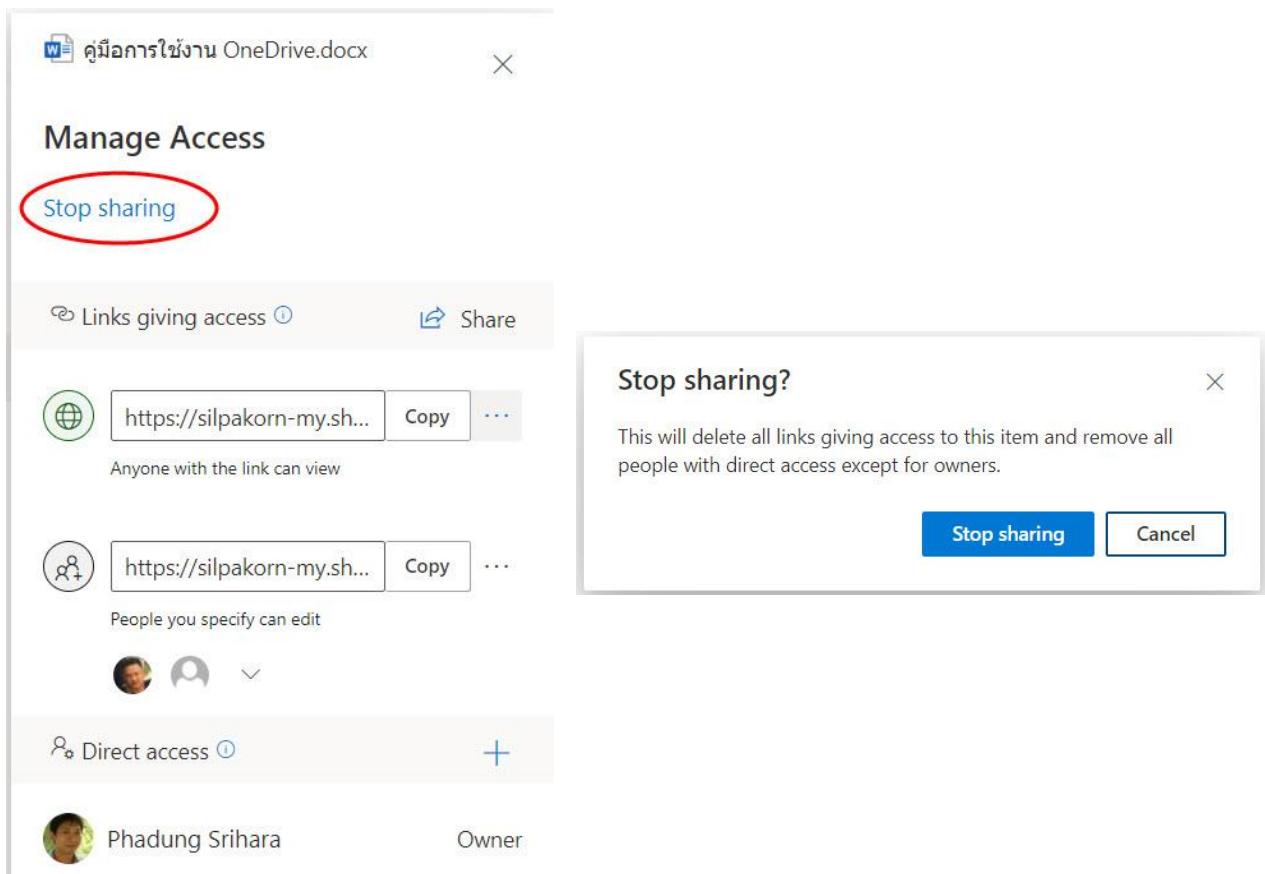 คู่มือการใช้งาน OneDrive.docx
Manage Access
Stop sharing
Links giving access
Share
https://silpakorn-my.sh...
Copy
Anyone with the link can view
https://silpakorn-my.sh...
Copy
People you specify can edit
Direct access
Phadung Srihara
Owner
Stop sharing?
This will delete all links giving access to this item and remove all
people with direct access except for owners.
Stop sharing
Cancel